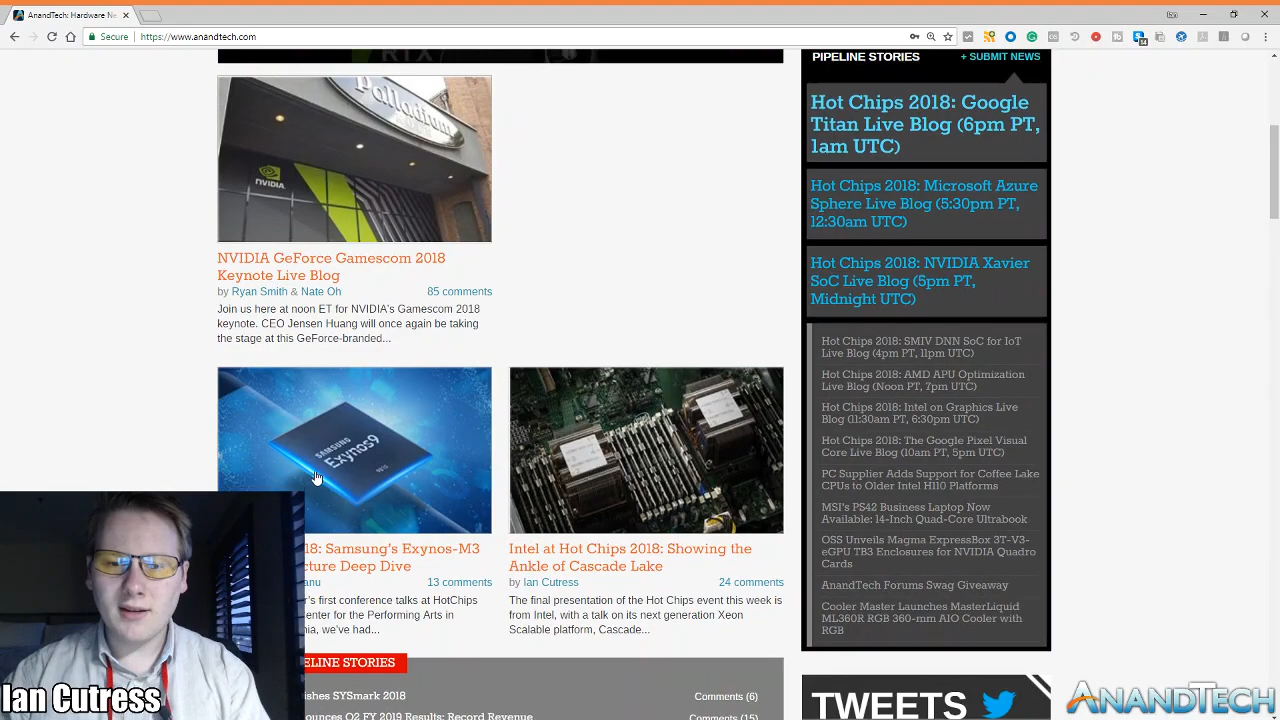 AnandTech: Hardware Ne
Secure
https://www.anandtech.com
Palladium
NVIDIA
NVIDIA GeForce Gamescom 2018
Keynote Live Blog
by Ryan Smith & Nate Oh
85 comments
Join us here at noon ET for NVIDIA's Gamescom 2018
keynote. CEO Jensen Huang will once again be taking
the stage at this GeForce-branded...
SAMSUNG
Exynos9
18: Samsung's Exynos-M3
cture Deep Dive
anu
13 comments
r's first conference talks at HotChips
enter for the Performing Arts in
nia, we've had...
Intel at Hot Chips 2018: Showing the
Ankle of Cascade Lake
by Ian Cutress
24 comments
The final presentation of the Hot Chips event this week is
from Intel, with a talk on its next generation Xeon
Scalable platform, Cascade...
ELINE STORIES
ishes SYSmark 2018
Comments (6)
ounces Q2 FY 2019 Results: Record Revenue
Comments (15)
PIPELINE STORIES
+ SUBMIT NEWS
Hot Chips 2018: Google
Titan Live Blog (6pm PT,
1am UTC)
Hot Chips 2018: Microsoft Azure
Sphere Live Blog (5:30pm PT,
12:30am UTC)
Hot Chips 2018: NVIDIA Xavier
SoC Live Blog (5pm PT,
Midnight UTC)
Hot Chips 2018: SMIV DNN SoC for IoT
Live Blog (4pm PT, 11pm UTC)
Hot Chips 2018: AMD APU Optimization
Live Blog (Noon PT, 7pm UTC)
Hot Chips 2018: Intel on Graphics Live
Blog (11:30am PT, 6:30pm UTC)
Hot Chips 2018: The Google Pixel Visual
Core Live Blog (10am PT, 5pm UTC)
PC Supplier Adds Support for Coffee Lake
CPUs to Older Intel H110 Platforms
MSI's PS42 Business Laptop Now
Available: 14-Inch Quad-Core Ultrabook
OSS Unveils Magma ExpressBox 3T-V3-
eGPU TB3 Enclosures for NVIDIA Quadro
Cards
AnandTech Forums Swag Giveaway
Cooler Master Launches MasterLiquid
ML360R RGB 360-mm AIO Cooler with
RGB
TWEETS
Ian Cutress
ANANDTECH